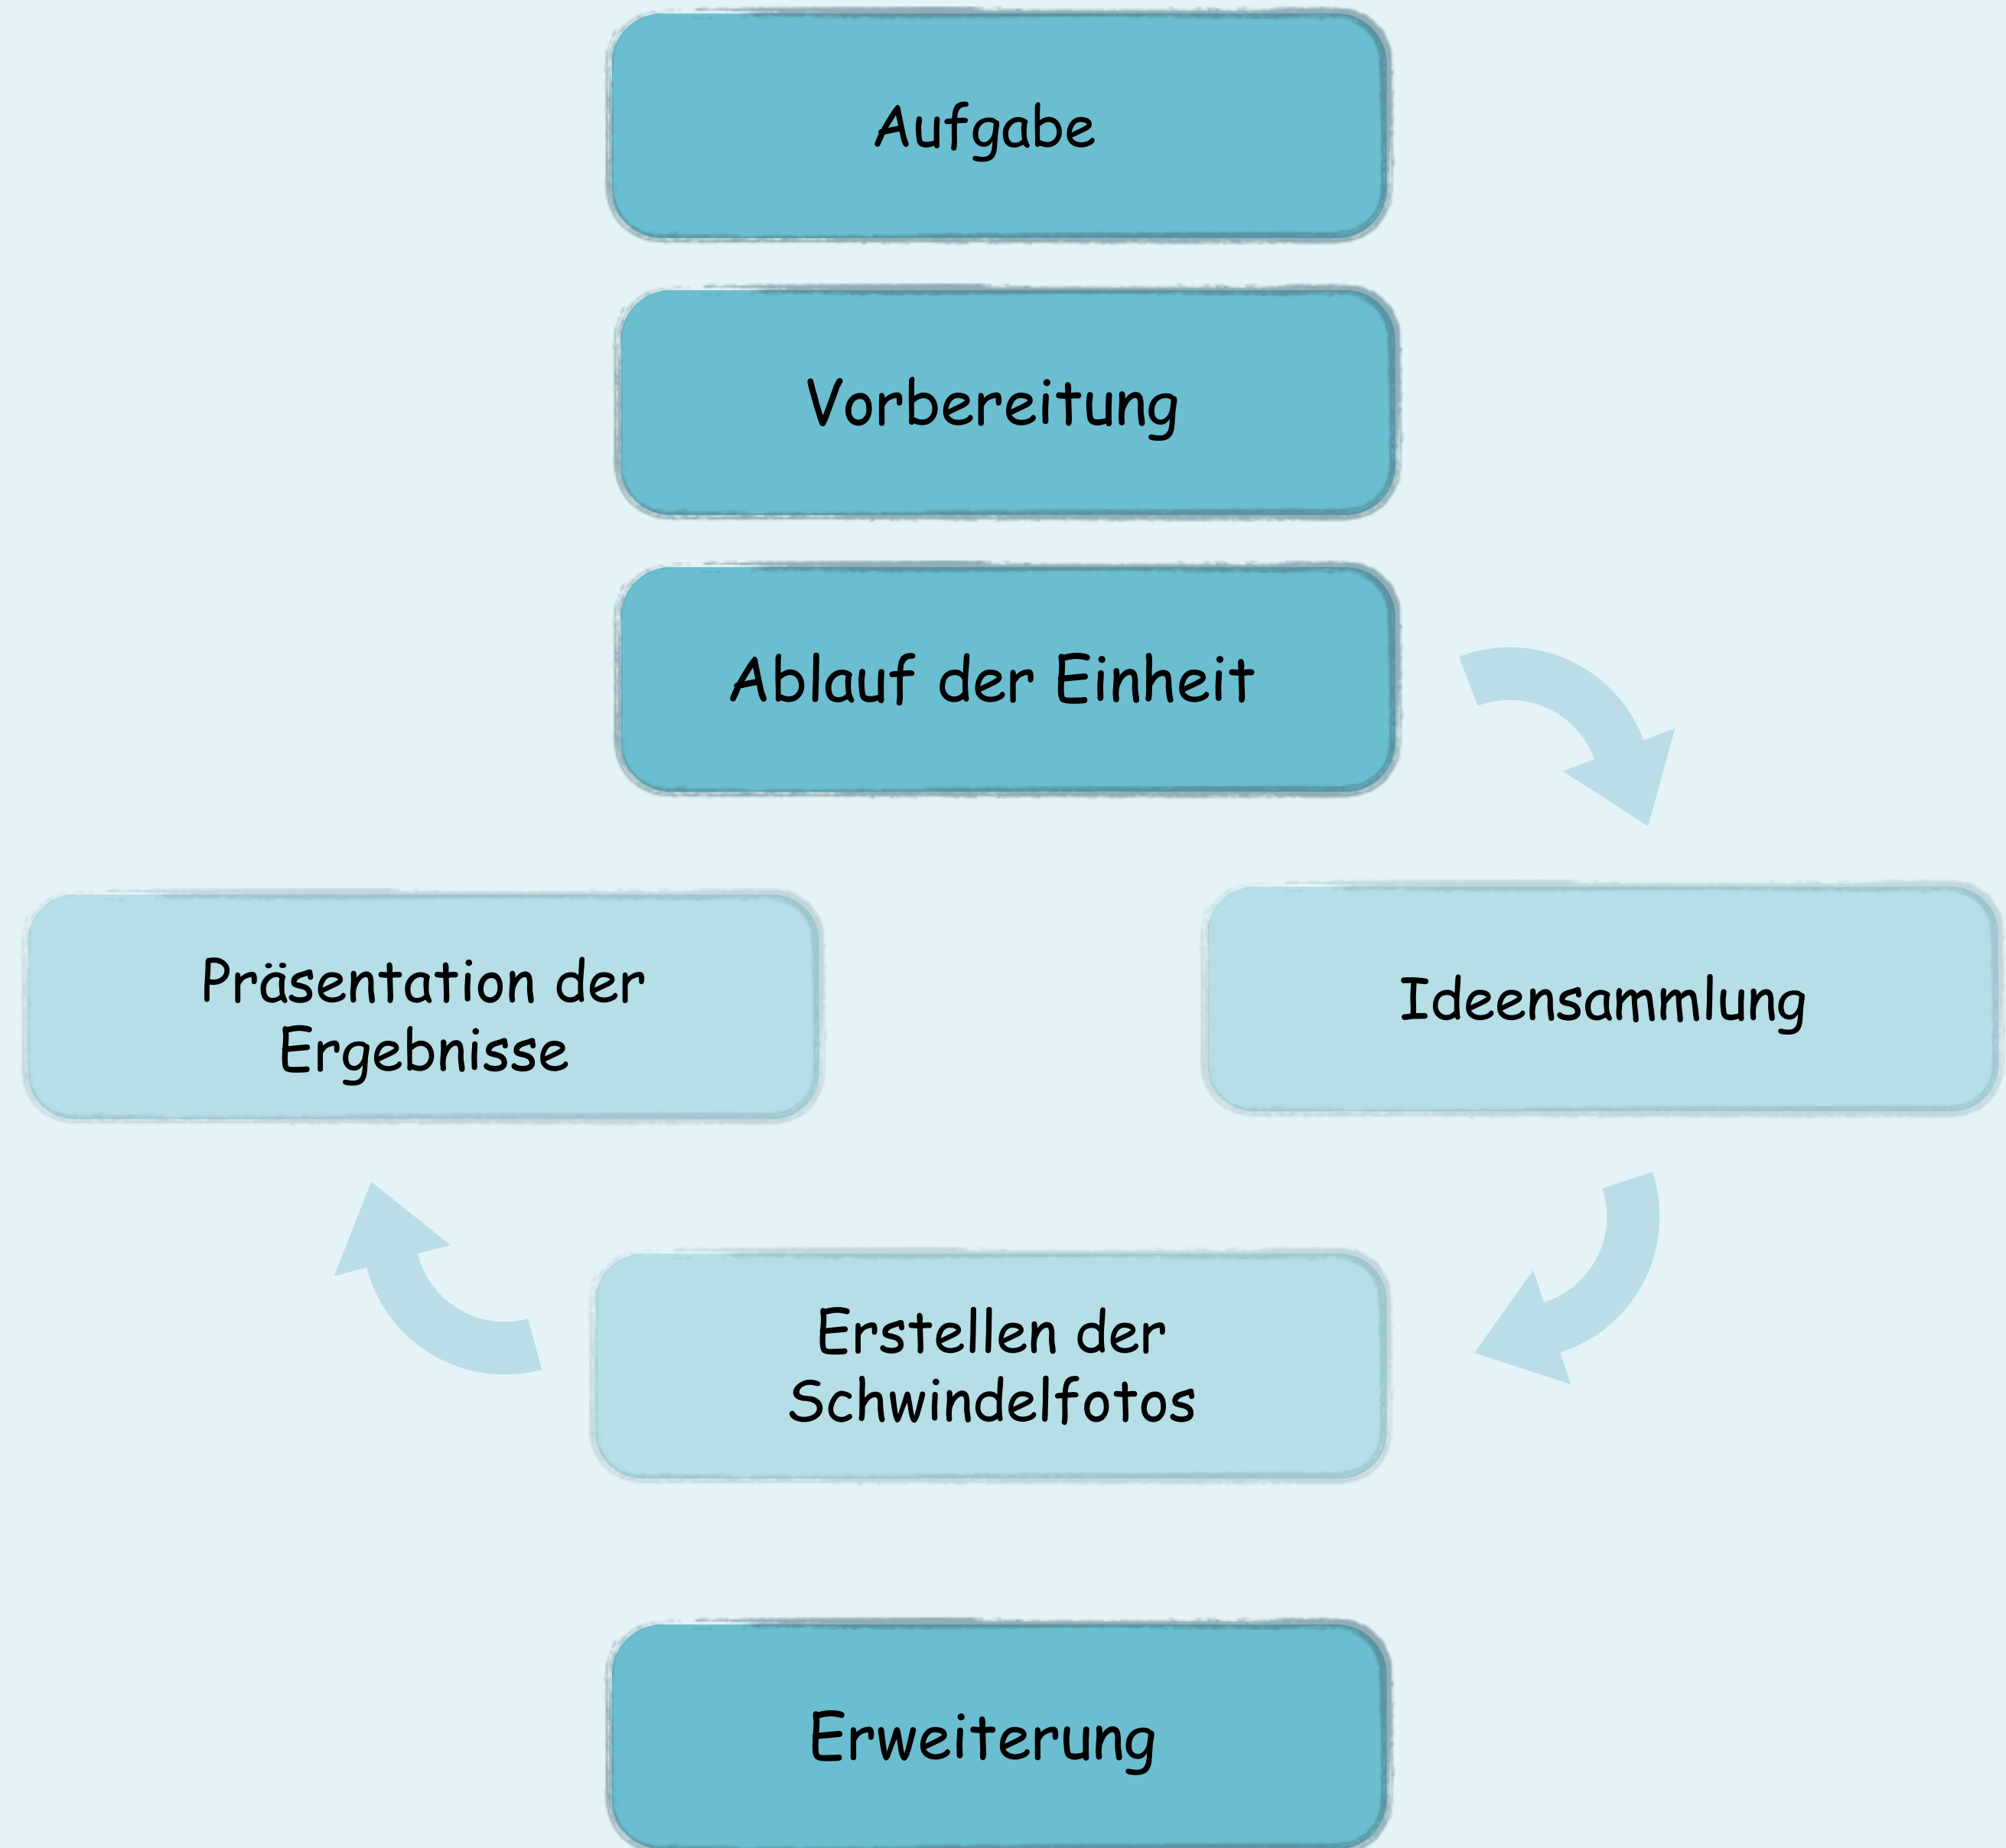 Aufgabe
Vorbereitung
Ablauf der Einheit
Präsentation der
Ergebnisse
Ideensammlung
Erstellen der
Schwindelfotos
Erweiterung